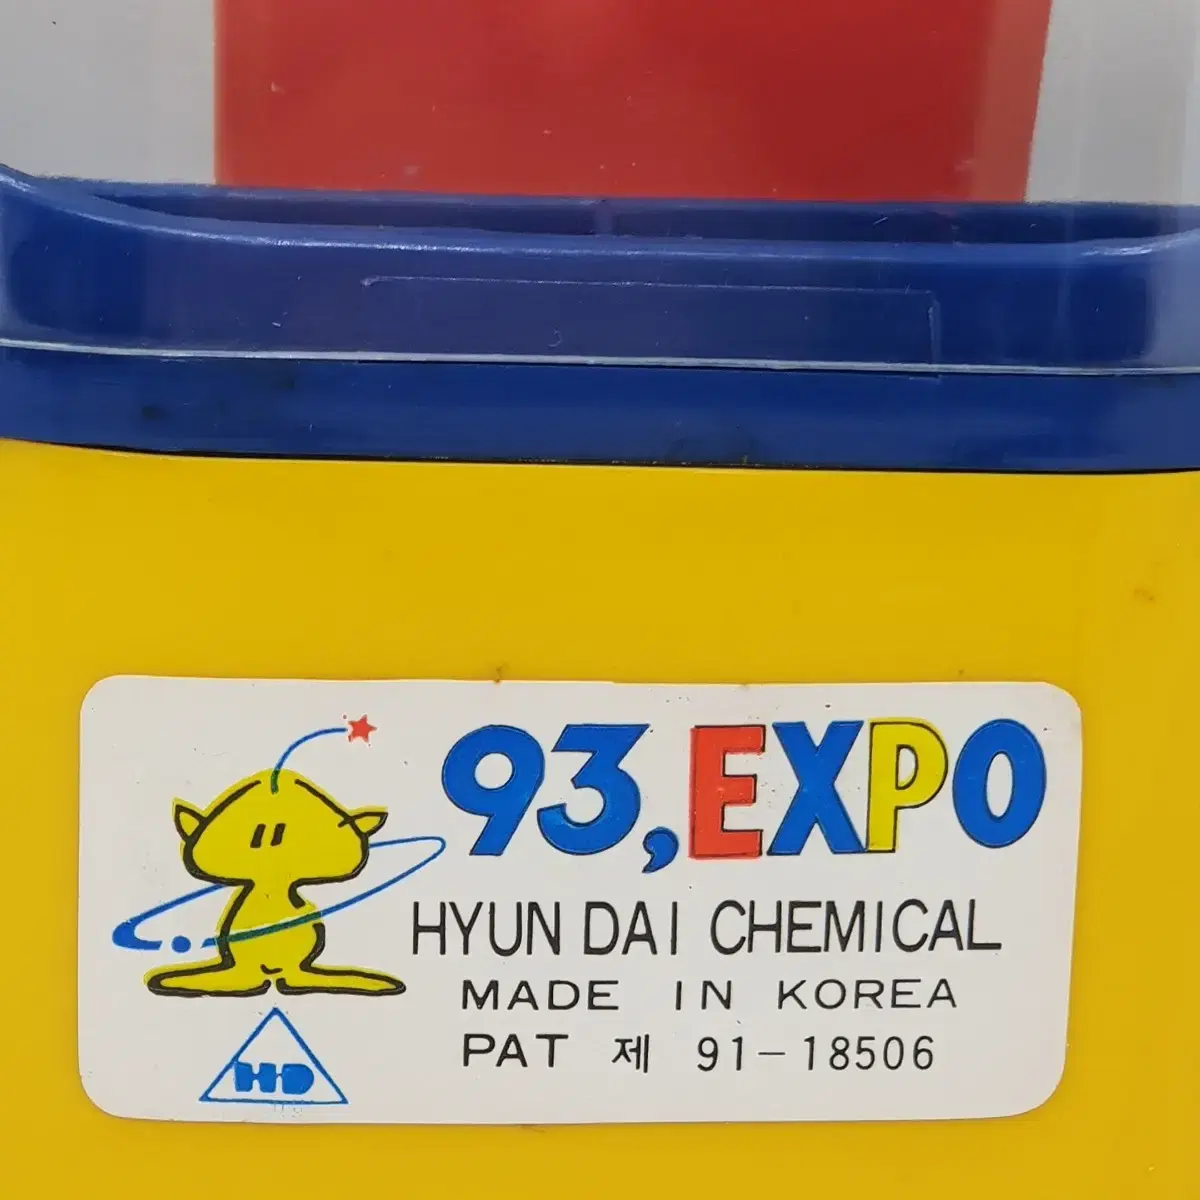 93,EXPO
HYUN DAI CHEMICAL
MADE IN KOREA
PAT 제 91-18506
HD